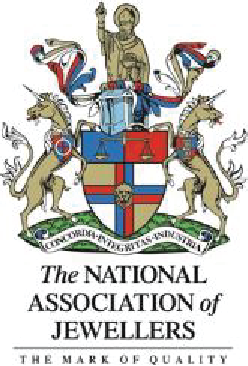 CONCORDIA·INTEGRITAS·INDUSTRIA
The NATIONAL
ASSOCIATION of
JEWELLERS
THE MARK OF QUALITY